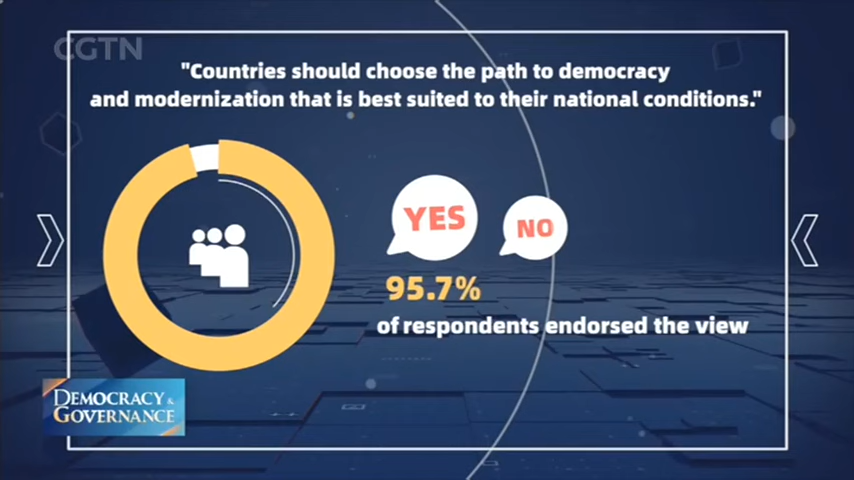 CGTN
"Countries should choose the path to democracy
and modernization that is best suited to their national conditions."
YES
NO
95.7%
of respondents endorsed the view
DEMOCRACY &
GOVERNANCE